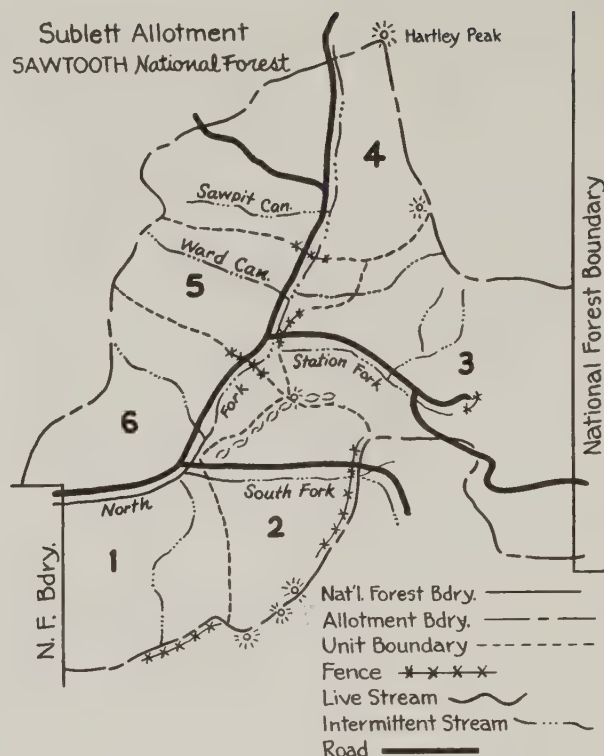 Sublett Allotment
SAWTOOTH National Forest
Hartley Peak
4
Sawpit Can.
Ward Can.
5
3
Station Fork
National Forest Boundary
6
Fork
North
South Fork
2
1
N. F. Bdry.
Nat'l. Forest Bdry.
Allotment Bdry.
Unit Boundary
Fence
Live Stream
Intermittent Stream
Road